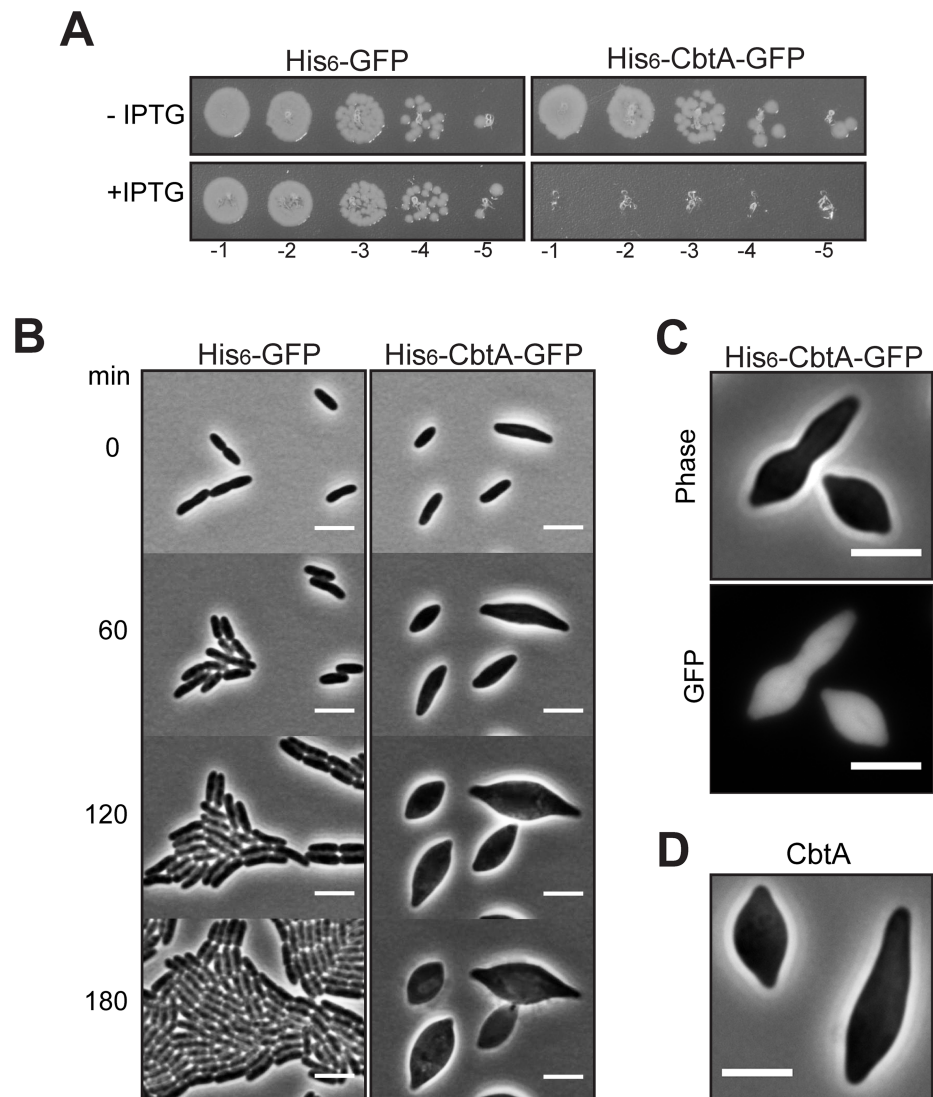 A
His6-GFP
His6-CbtA-GFP
- IPTG
+IPTG
-1 -2 -3 -4 -5 -1 -2 -3 -4 -5
B
C
His6-GFP
His6-CbtA-GFP
His6-CbtA-GFP
min
0
60
120
180
Phase
GFP
D
CbtA